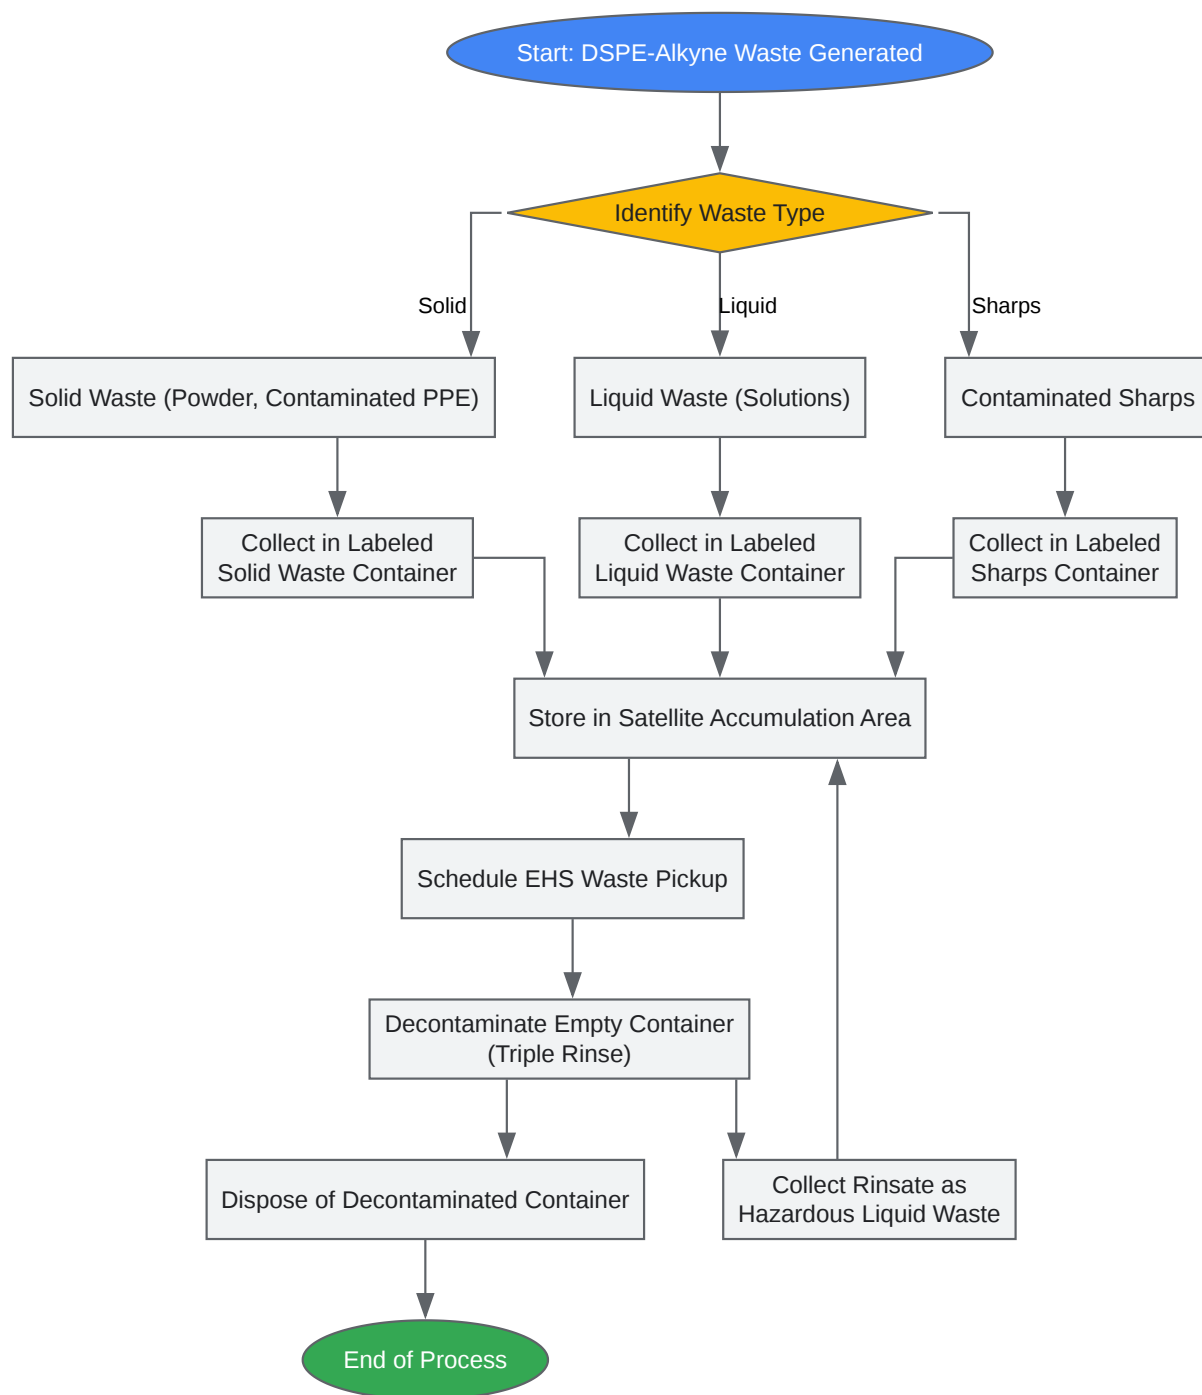 Start: DSPE-Alkyne Waste Generated
Identify Waste Type
Solid
Liquid
Sharps
Solid Waste (Powder, Contaminated PPE)
Liquid Waste (Solutions)
Contaminated Sharps
Collect in Labeled
Solid Waste Container
Collect in Labeled
Liquid Waste Container
Collect in Labeled
Sharps Container
Store in Satellite Accumulation Area
Schedule EHS Waste Pickup
Decontaminate Empty Container
(Triple Rinse)
Dispose of Decontaminated Container
Collect Rinsate as
Hazardous Liquid Waste
End of Process